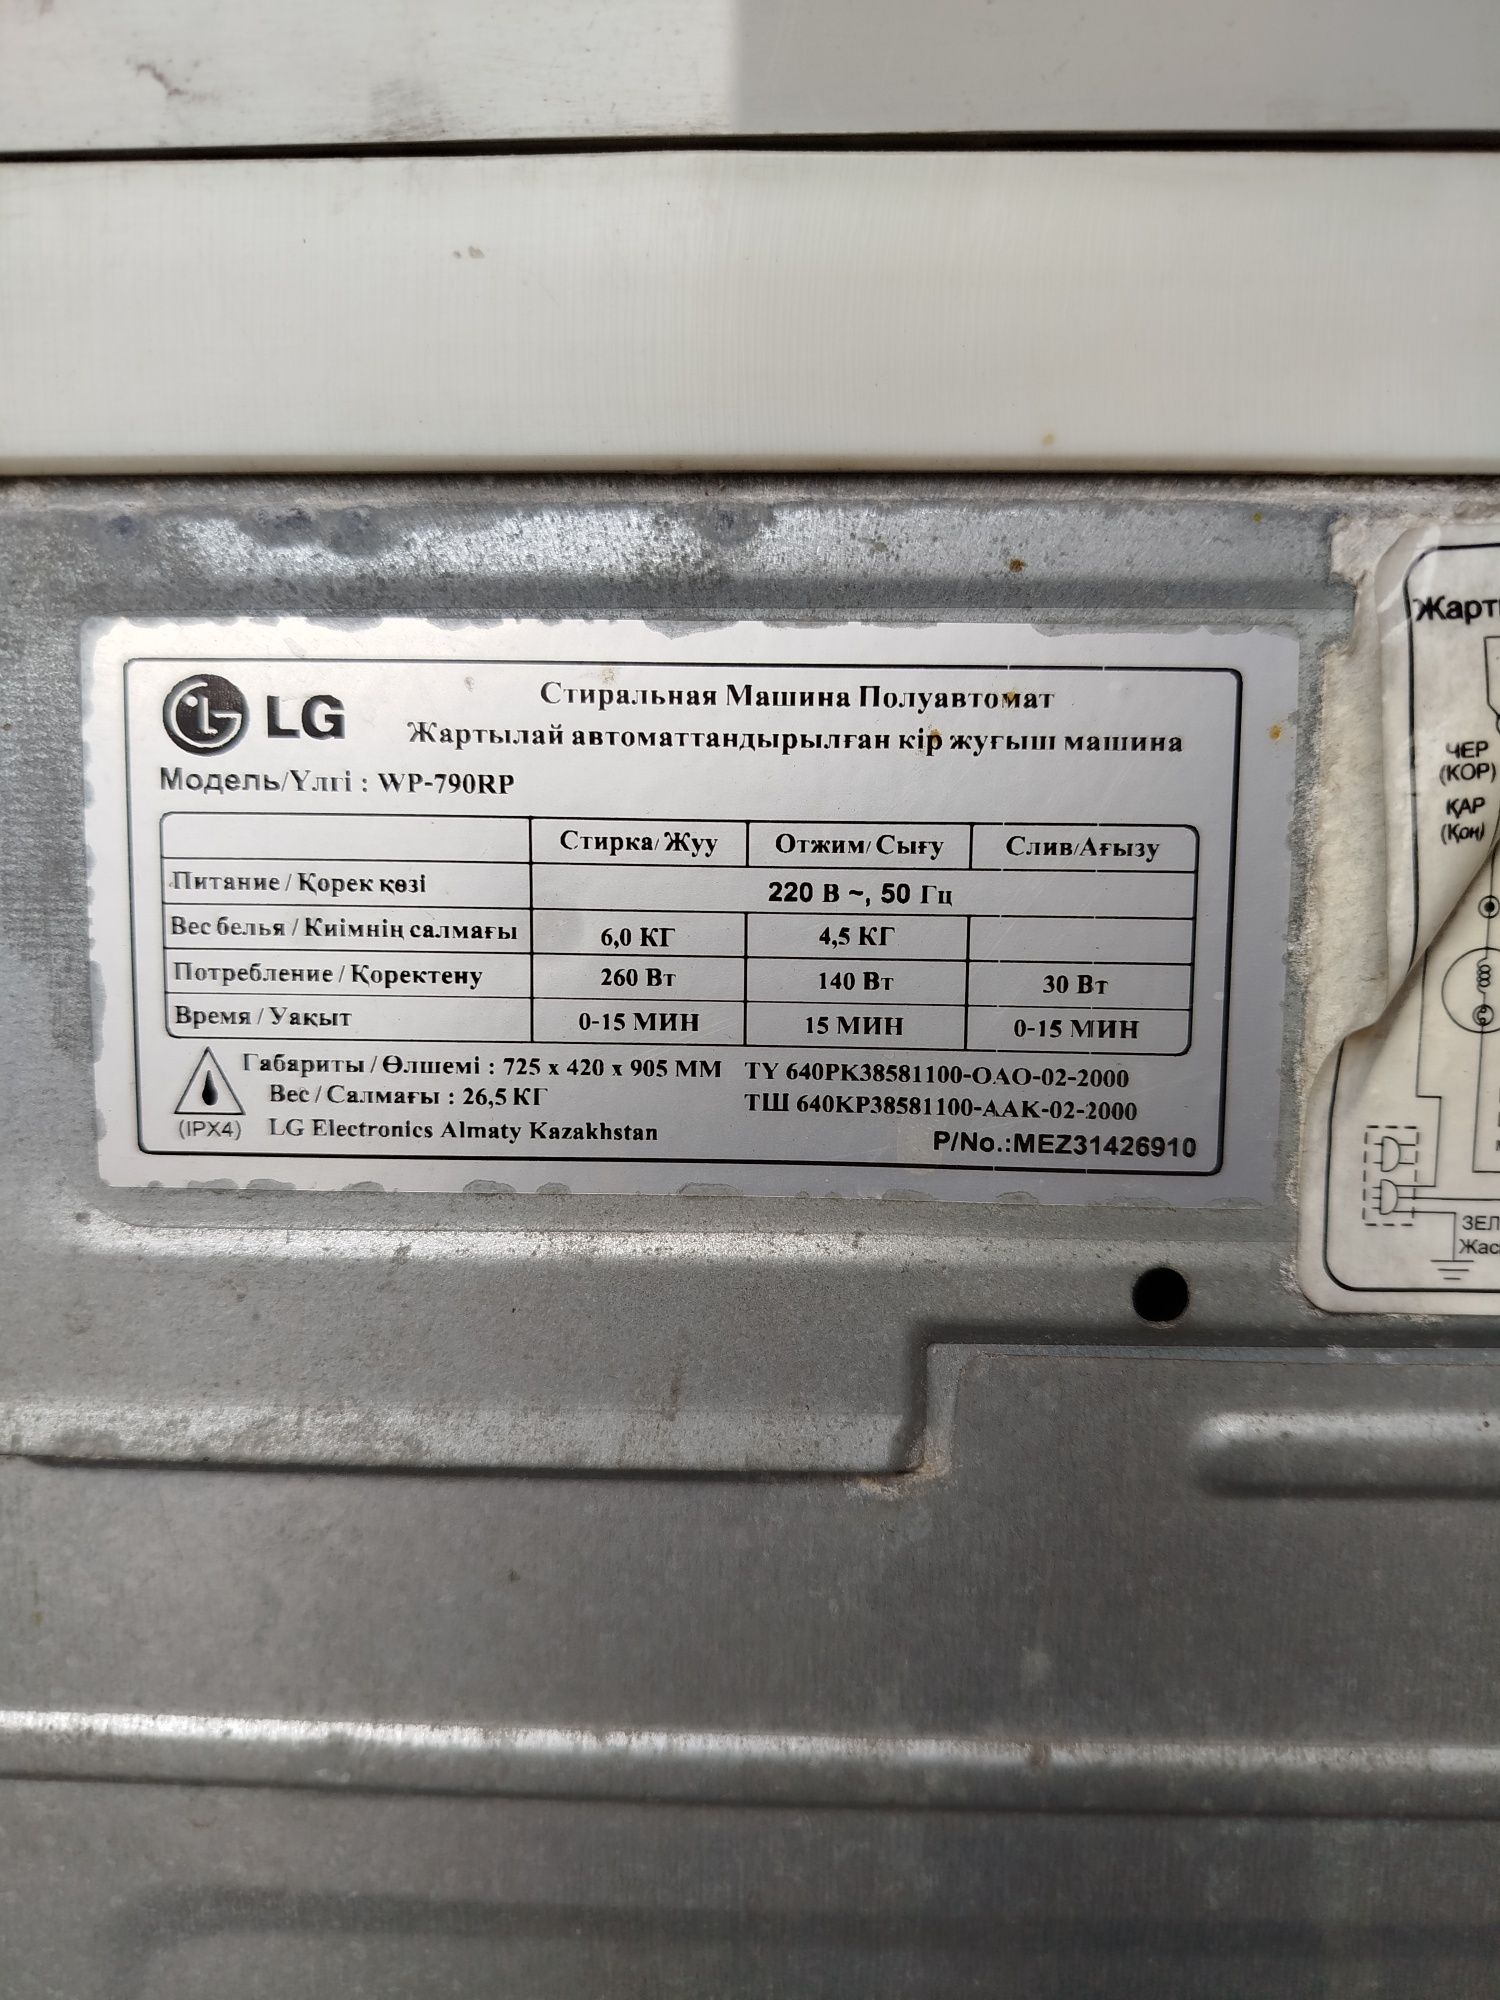 LG
Стиральная Машина Полуавтомат
Жартылай автоматтандырылған кір жуғыш машина
Модель/Үлгі : WP-790RP
Стирка/Жуу Отжим/Сығу Слив/Ағызу
Питание/Қорек көзі 220 В ~, 50 Гц
Вес белья/Киімнің салмағы 6,0 КГ 4,5 КГ
Потребление/Қоректену 260 Вт 140 Вт 30 Вт
Время/Уақыт 0-15 МИН 15 МИН 0-15 МИН
Габариты/Өлшемі : 725 x 420 x 905 ММ ТУ 640РК38581100-ОАО-02-2000
Вес/Салмағы : 26,5 КГ ТШ 640КР38581100-ААК-02-2000
(IPX4) LG Electronics Almaty Kazakhstan P/No.:MEZ31426910
ЧЕР
(КОР)
ҚАР
(Қоң)